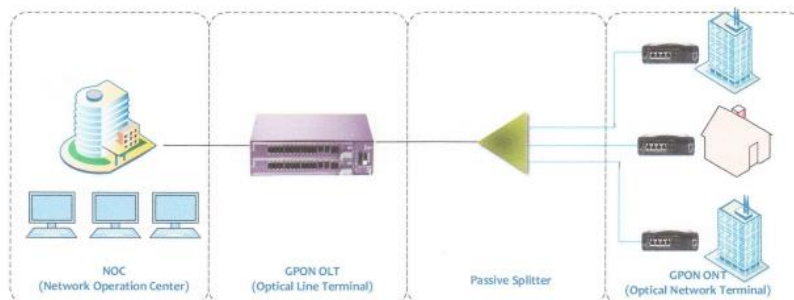 NOC
(Network Operation Center)
GPON OLT
(Optical Line Terminal)
Passive Splitter
GPON ONT
(Optical Network Terminal)